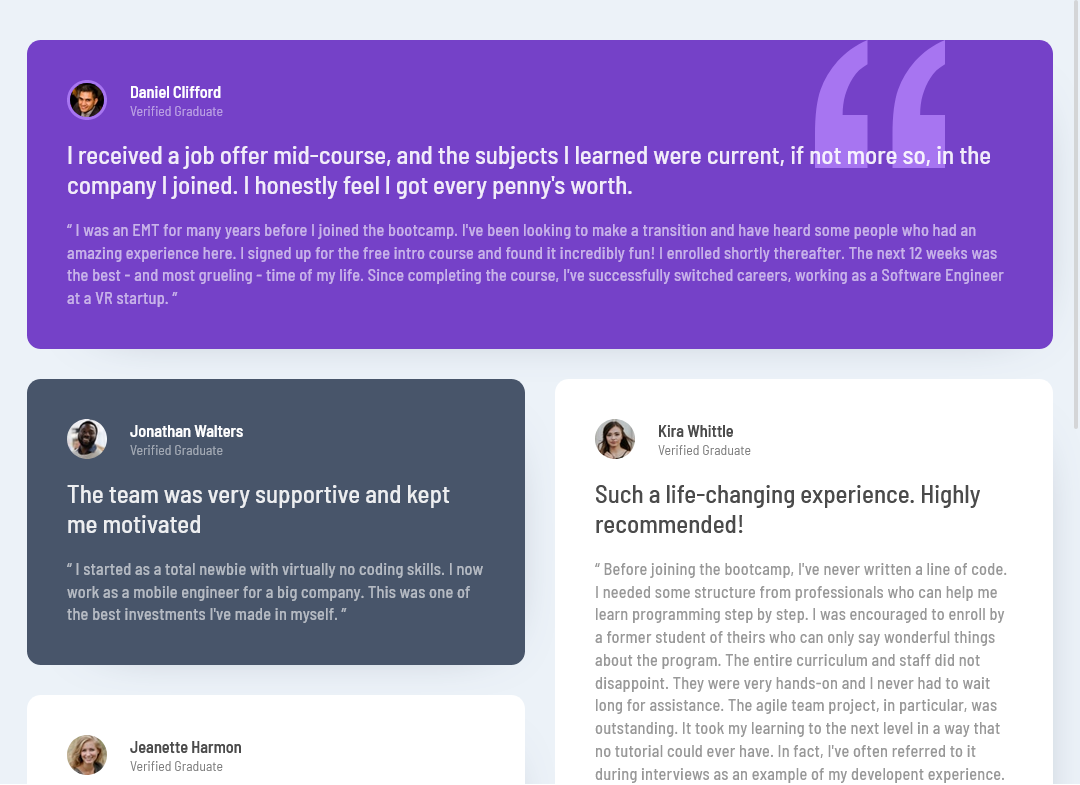 Daniel Clifford
Verified Graduate
I received a job offer mid-course, and the subjects I learned were current, if not more so, in the
company I joined. I honestly feel I got every penny's worth.
“ I was an EMT for many years before I joined the bootcamp. I've been looking to make a transition and have heard some people who had an
amazing experience here. I signed up for the free intro course and found it incredibly fun! I enrolled shortly thereafter. The next 12 weeks was
the best - and most grueling - time of my life. Since completing the course, I've successfully switched careers, working as a Software Engineer
at a VR startup. ”
Jonathan Walters
Verified Graduate
The team was very supportive and kept
me motivated
“ I started as a total newbie with virtually no coding skills. I now
work as a mobile engineer for a big company. This was one of
the best investments I've made in myself. ”
Jeanette Harmon
Verified Graduate
Kira Whittle
Verified Graduate
Such a life-changing experience. Highly
recommended!
“ Before joining the bootcamp, I've never written a line of code.
I needed some structure from professionals who can help me
learn programming step by step. I was encouraged to enroll by
a former student of theirs who can only say wonderful things
about the program. The entire curriculum and staff did not
disappoint. They were very hands-on and I never had to wait
long for assistance. The agile team project, in particular, was
outstanding. It took my learning to the next level in a way that
no tutorial could ever have. In fact, I've often referred to it
during interviews as an example of my developent experience.